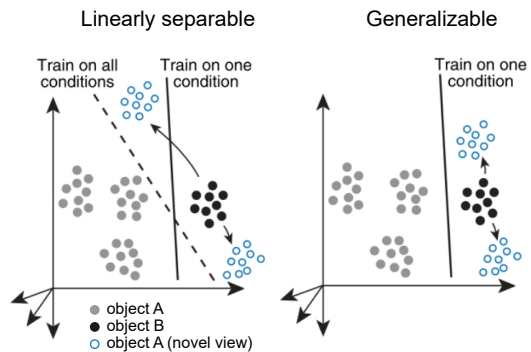 Linearly separable
Generalizable
Train on all
conditions
Train on one
condition
Train on one
condition
object A
object B
object A (novel view)